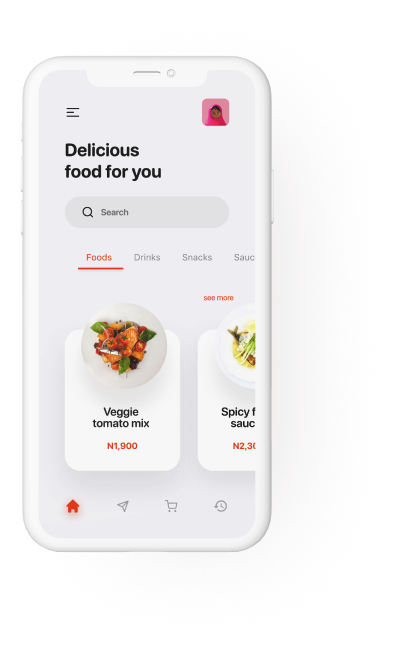 Delicious
food for you
Search
Foods Drinks Snacks Sauc
see more
Veggie
tomato mix
N1,900
Spicy f
sauc
N2,30